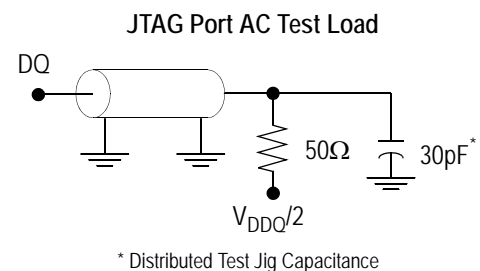 JTAG Port AC Test Load
DQ
50Ω
30pF*
VDDQ/2
* Distributed Test Jig Capacitance